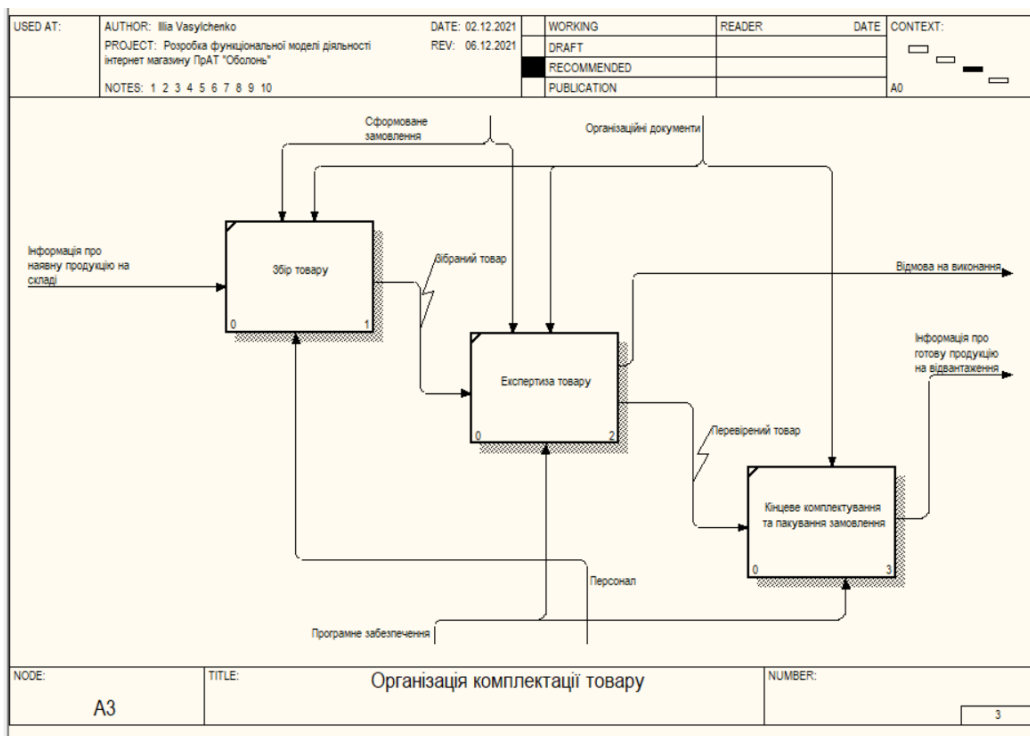 USED AT:
AUTHOR: Illia Vasylchenko
DATE: 02.12.2021
PROJECT: Розробка функціональної моделі діяльності
REV: 06.12.2021
інтернет магазину ПрАТ "Оболонь"
NOTES: 1 2 3 4 5 6 7 8 9 10
WORKING
DRAFT
RECOMMENDED
PUBLICATION
READER
DATE
CONTEXT:
A0
Сформоване
замовлення
Організаційні документи
Інформація про
наявну продукцію на
складі
Збір товару
0
1
Зібраний товар
Відмова на виконання
Інформація про
готову продукцію
на відвантаження
Експертиза товару
0
2
Перевірений товар
Кінцеве комплектування
та пакування замовлення
0
3
Персонал
Програмне забезпечення
NODE:
A3
TITLE:
Організація комплектації товару
NUMBER:
3